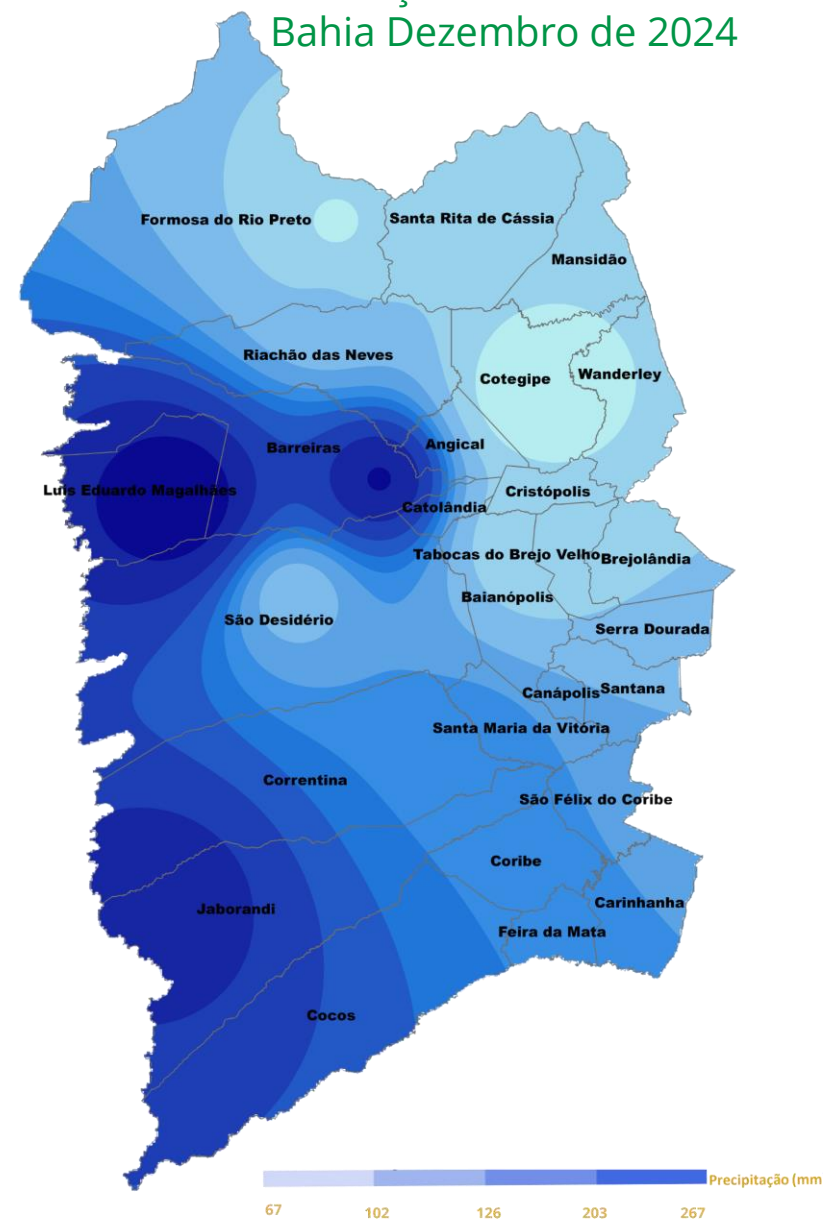 Bahia Dezembro de 2024
Formosa do Rio Preto
Santa Rita de Cássia
Mansidão
Riachão das Neves
Cotegipe
Wanderley
Barreiras
Angical
Luis Eduardo Magalhães
Cristópolis
Catolândia
Tabocas do Brejo Velho
Brejolândia
Baianópolis
São Desidério
Serra Dourada
Canápolis
Santana
Santa Maria da Vitória
Correntina
São Félix do Coribe
Coribe
Jaborandi
Carinhanha
Feira da Mata
Cocos
Precipitação (mm
67 102 126 203 267